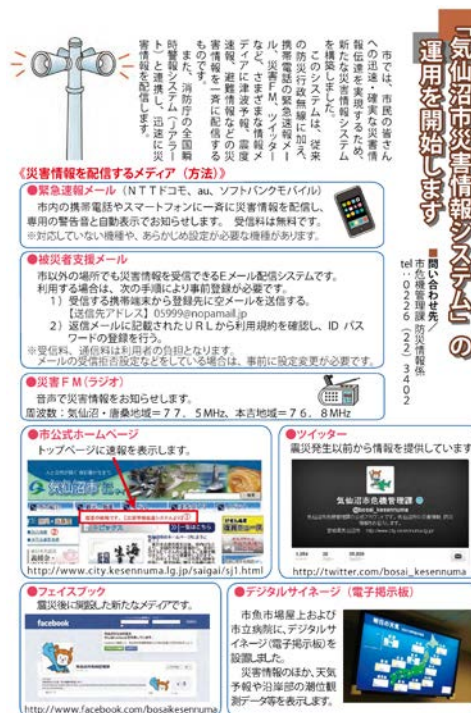 「気仙沼市災害情報システム」の
運用を開始します
■問い合わせ先／
市危機管理課 防災情報係
tel：0226（22）3402
市では、市民の皆さん
への迅速・確実な災害情
報伝達を実現するため、
新たな災害情報システム
を構築しました。
このシステムは、従来
の防災行政無線に加え、
携帯電話の緊急速報メー
ル、災害ＦＭ、ツイッター
など、さまざまな情報メ
ディアに津波予報、震度
速報、避難情報などの災
害情報を一斉に配信する
ものです。
また、消防庁の全国瞬
時警報システム（Ｊアラー
ト）と連携し、迅速に災
害情報を配信します。
《災害情報を配信するメディア（方法）》
●緊急速報メール（ＮＴＴドコモ、au、ソフトバンクモバイル）
市内の携帯電話やスマートフォンに一斉に災害情報を配信し、
専用の警告音と自動表示でお知らせします。 受信料は無料です。
※対応していない機種や、あらかじめ設定が必要な機種があります。
●被災者支援メール
市以外の場所でも災害情報を受信できるＥメール配信システムです。
利用する場合は、次の手順により事前登録が必要です。
１）受信する携帯端末から登録先に空メールを送信する。
【送信先アドレス】05999@nopamail.jp
２）返信メールに記載されたＵＲＬから利用規約を確認し、ID パス
ワードの登録を行う。
※受信料、通信料は利用者の負担となります。
メールの受信拒否設定などをしている場合は、事前に設定変更が必要です。
●災害ＦＭ（ラジオ）
音声で災害情報をお知らせします。
周波数：気仙沼・唐桑地域＝７７．５MHz、本吉地域＝７６．８MHz
●市公式ホームページ
トップページに速報を表示します。
気仙沼市
http://www.city.kesennuma.lg.jp/saigai/sj1.html
●ツイッター
震災発生以前から情報を提供しています
気仙沼市危機管理課
@bosai_kesennuma
http://twitter.com/bosai_kesennuma
●フェイスブック
震災後に開設した新たなメディアです。
facebook
http://www.facebook.com/bosaikesennuma
●デジタルサイネージ（電子掲示板）
市魚市場屋上および
市立病院に、デジタルサ
イネージ（電子掲示板）を
設置しました。
災害情報のほか、天気
予報や沿岸部の潮位観
測データ等を表示します。
明日の天気